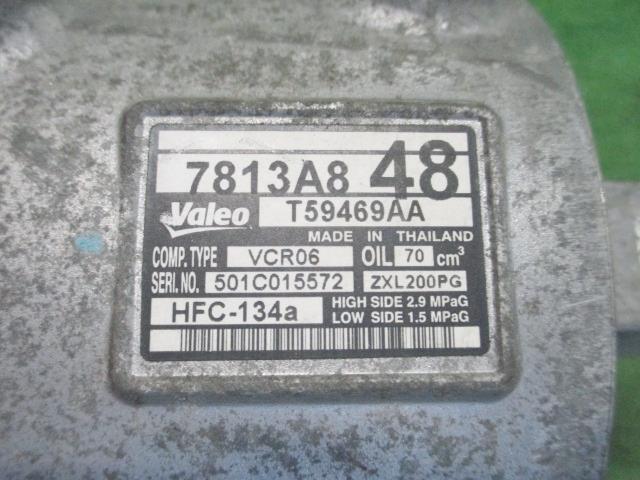 7813A8 48
Valeo T59469AA
MADE IN THAILAND
COMP. TYPE VCR06 OIL 70 cm³
SERI. NO. 501C015572 ZXL200PG
HFC-134a HIGH SIDE 2.9 MPaG
LOW SIDE 1.5 MPaG